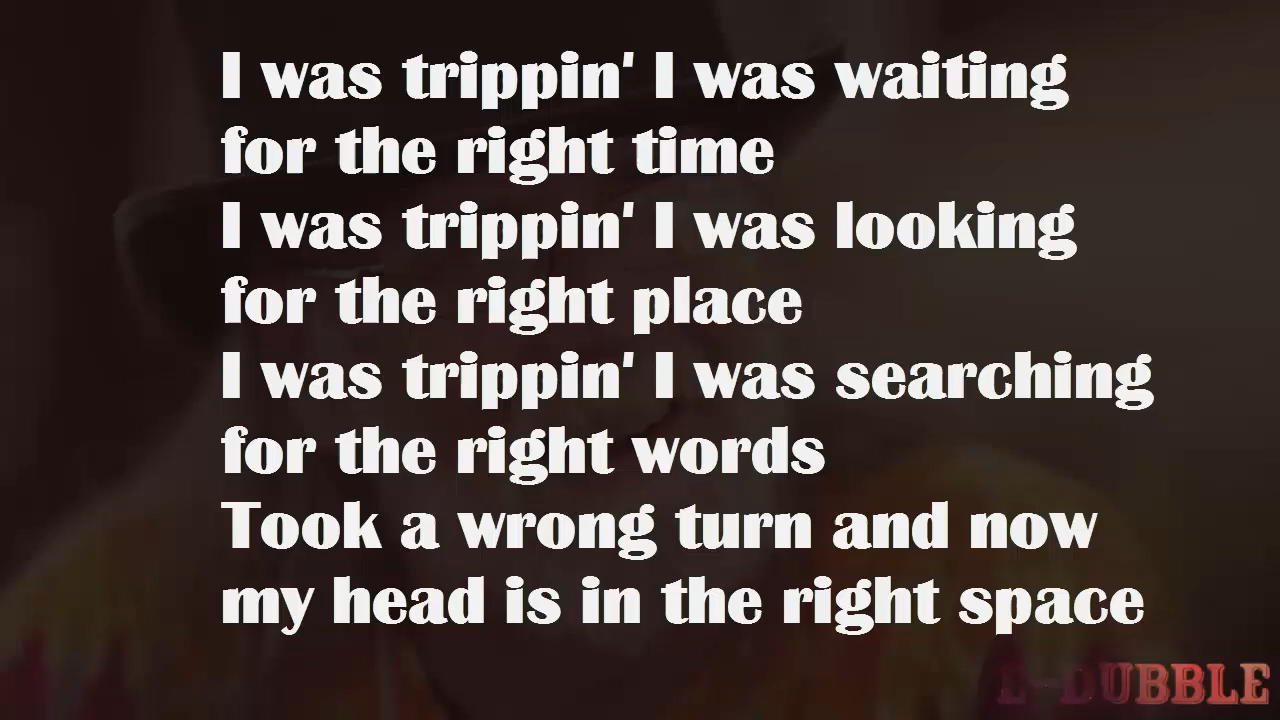 I was trippin' I was waiting
for the right time
I was trippin' I was looking
for the right place
I was trippin' I was searching
for the right words
Took a wrong turn and now
my head is in the right space
E-DUBBLE